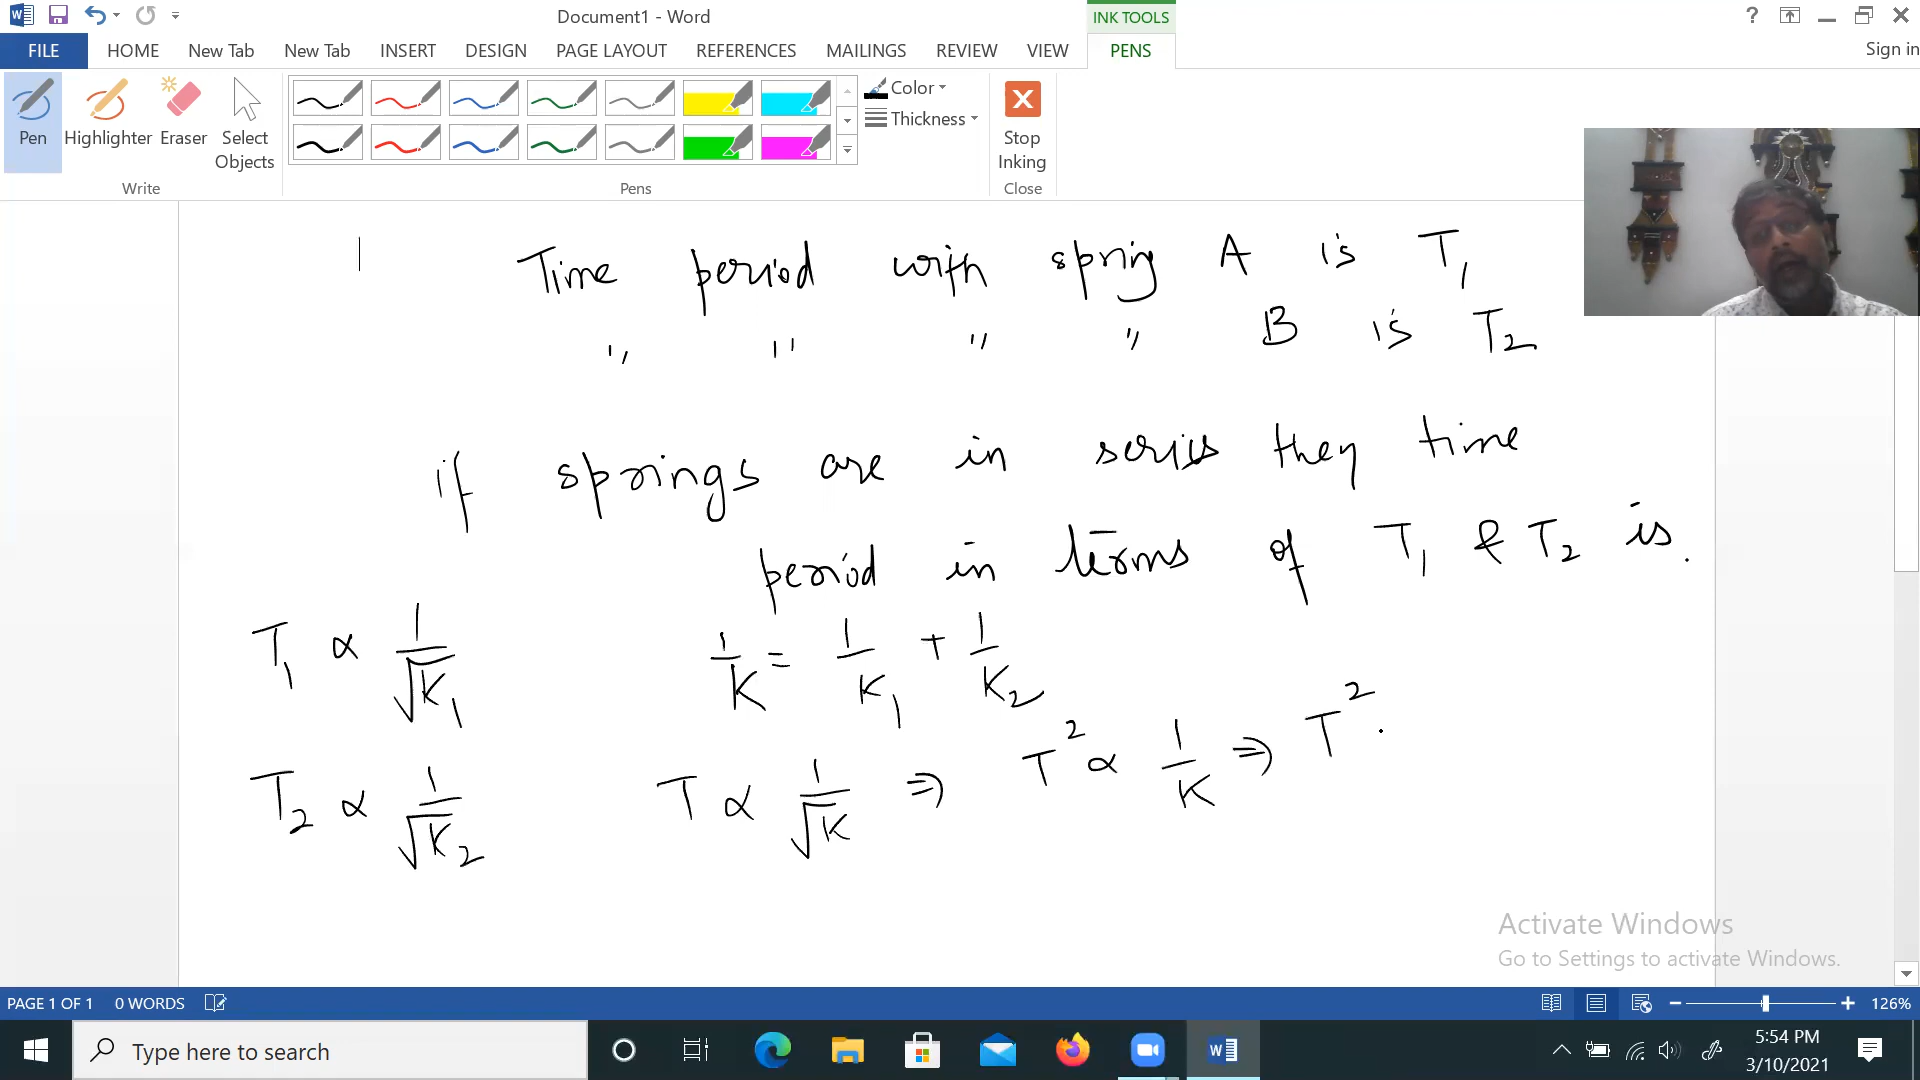 Document1 - Word
INK TOOLS
?
FILE HOME New Tab New Tab INSERT DESIGN PAGE LAYOUT REFERENCES MAILINGS REVIEW VIEW PENS
Sign in
Pen Highlighter Eraser Select Objects
Color
Thickness
Stop Inking
Write Pens Close
Time period with spring A is T₁
" " " " B is T₂
if springs are in series they time
period in terms of T₁ & T₂ is.
T₁ ∝ 1/√K₁
1/K = 1/K₁ + 1/K₂
T₂ ∝ 1/√K₂
T ∝ 1/√K ⇒ T² ∝ 1/K ⇒ T² .
Activate Windows
Go to Settings to activate Windows.
PAGE 1 OF 1 0 WORDS
126%
Type here to search
5:54 PM
3/10/2021